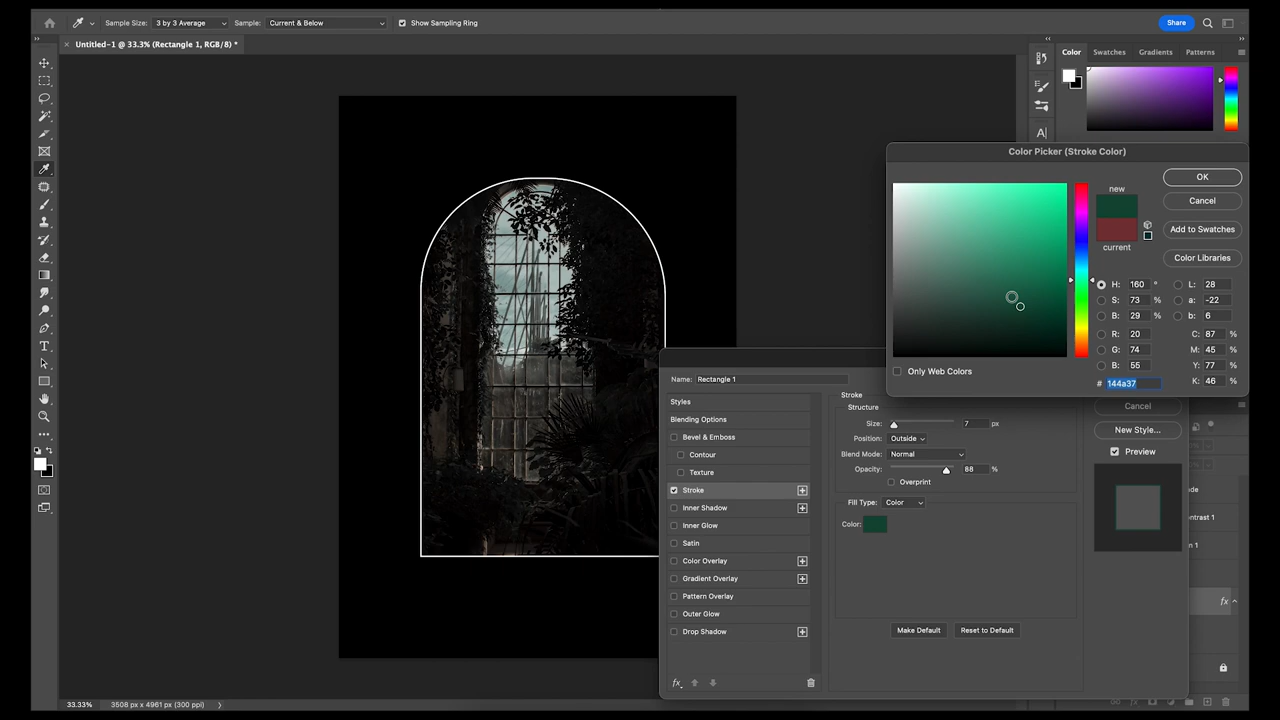 Sample Size: 3 by 3 Average Sample: Current & Below Show Sampling Ring Share
Untitled-1 @ 33.3% (Rectangle 1, RGB/8) *
Color Swatches Gradients Patterns
Color Picker (Stroke Color)
new
current
OK
Cancel
Add to Swatches
Color Libraries
H: 160 °
S: 73 %
B: 29 %
R: 20
G: 74
B: 55
# 144a37
L: 28
a: -22
b: 6
C: 87 %
M: 45 %
Y: 77 %
K: 46 %
Only Web Colors
Name: Rectangle 1
Styles
Blending Options
Bevel & Emboss
Contour
Texture
Stroke
Inner Shadow
Inner Glow
Satin
Color Overlay
Gradient Overlay
Pattern Overlay
Outer Glow
Drop Shadow
fx
Stroke
Structure
Size: 7 px
Position: Outside
Blend Mode: Normal
Opacity: 88 %
Overprint
Fill Type: Color
Color:
Make Default Reset to Default
Cancel
New Style...
Preview
ontrast 1
n 1
fx
33.33% 3508 px x 4961 px (300 ppi)